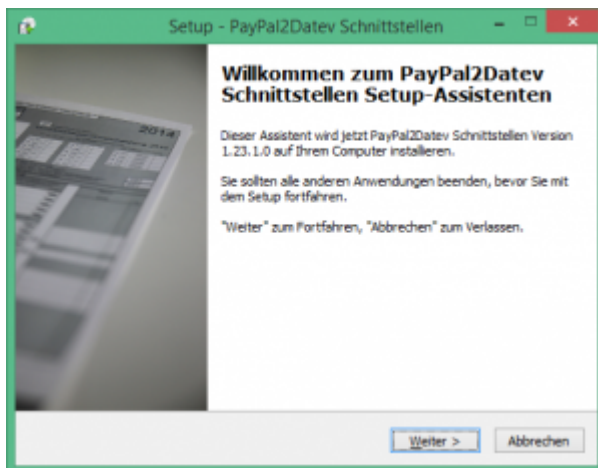 Setup - PayPal2Datev Schnittstellen
2014
Willkommen zum PayPal2Datev
Schnittstellen Setup-Assistenten
Dieser Assistent wird jetzt PayPal2Datev Schnittstellen Version
1.23.1.0 auf Ihrem Computer installieren.
Sie sollten alle anderen Anwendungen beenden, bevor Sie mit
dem Setup fortfahren.
"Weiter" zum Fortfahren, "Abbrechen" zum Verlassen.
Weiter >
Abbrechen